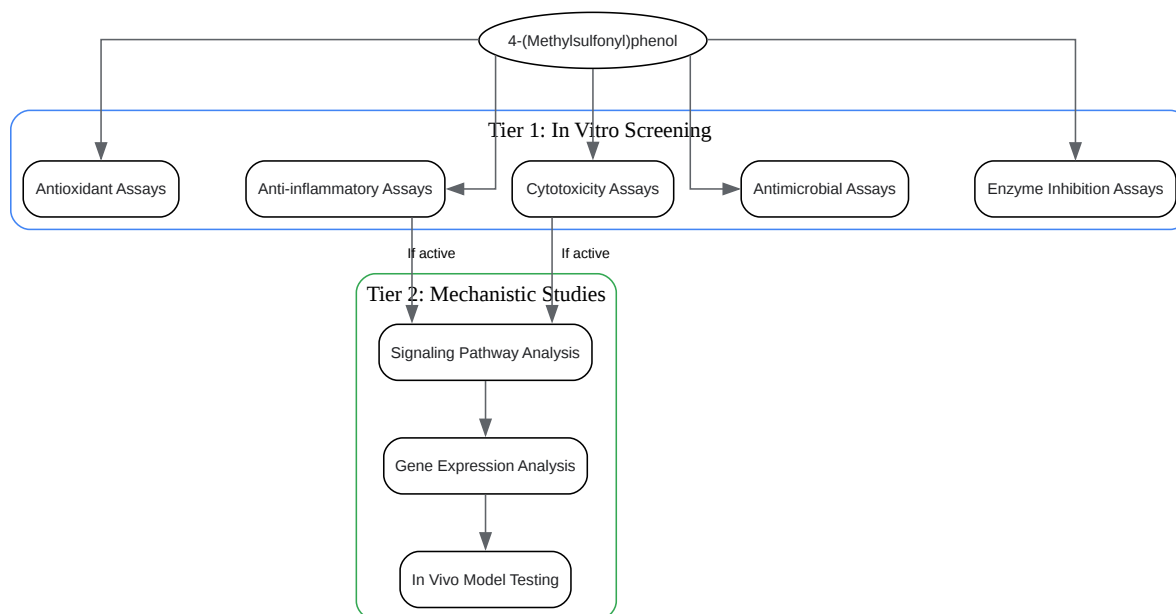 4-(Methylsulfonyl)phenol
Tier 1: In Vitro Screening
Antioxidant Assays
Anti-inflammatory Assays
Cytotoxicity Assays
Antimicrobial Assays
Enzyme Inhibition Assays
If active
If active
Tier 2: Mechanistic Studies
Signaling Pathway Analysis
Gene Expression Analysis
In Vivo Model Testing